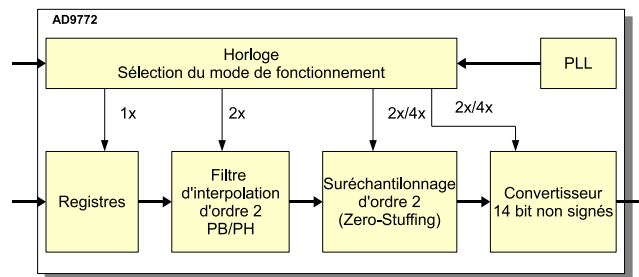 AD9772
Horloge
Sélection du mode de fonctionnement
PLL
1x
2x
2x/4x
2x/4x
Registres
Filtre
d'interpolation
d'ordre 2
PB/PH
Suréchantilonnage
d'ordre 2
(Zero-Stuffing)
Convertisseur
14 bit non signés